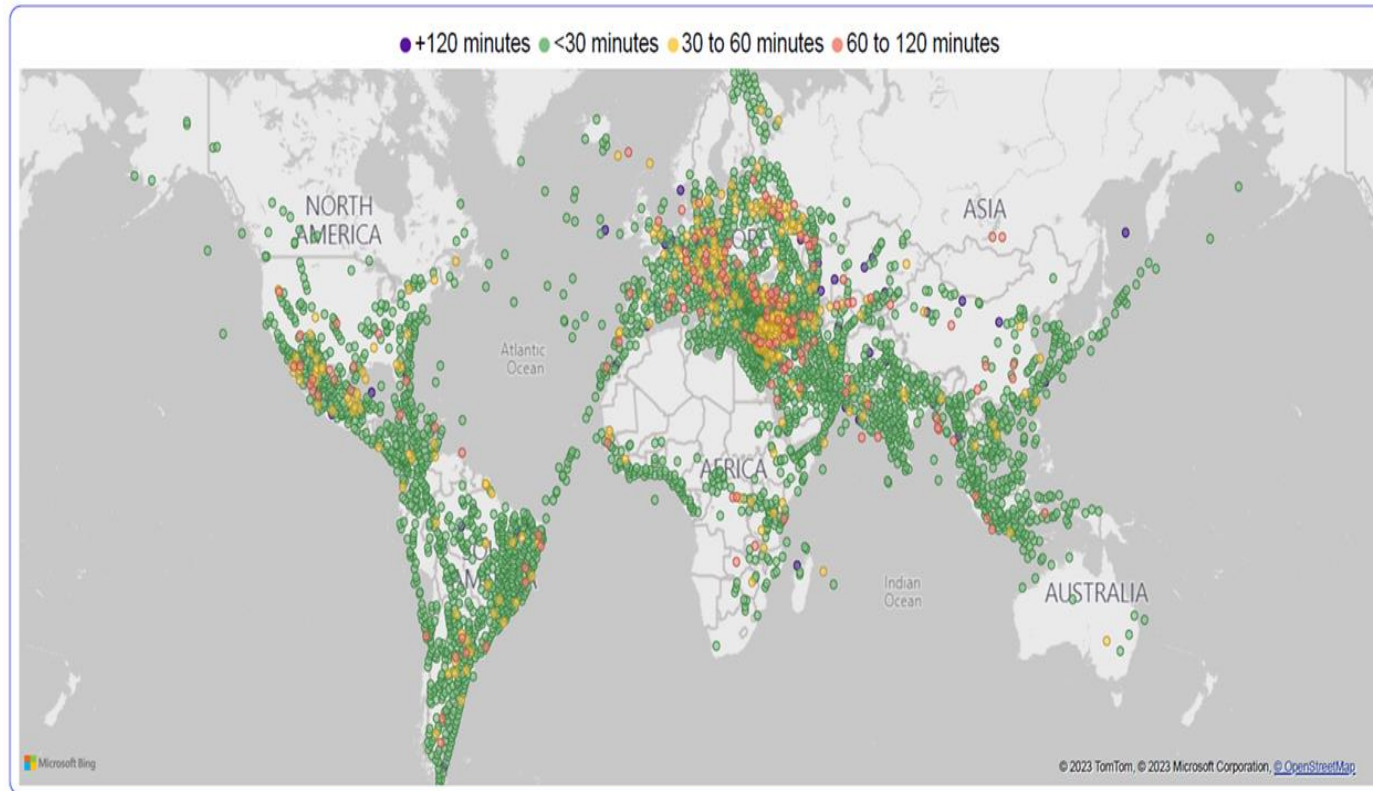 +120 minutes <30 minutes 30 to 60 minutes 60 to 120 minutes
NORTH
AMERICA
ASIA
Atlantic
Ocean
AFRICA
Indian
Ocean
AUSTRALIA
Microsoft Bing
© 2023 TomTom, © 2023 Microsoft Corporation, © OpenStreetMap